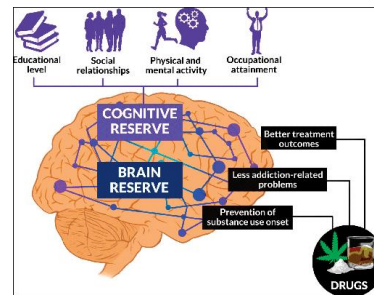 Educational
level
Social
relationships
Physical and
mental activity
Occupational
attainment
COGNITIVE
RESERVE
BRAIN
RESERVE
Better treatment
outcomes
Less addiction-related
problems
Prevention of
substance use onset
DRUGS